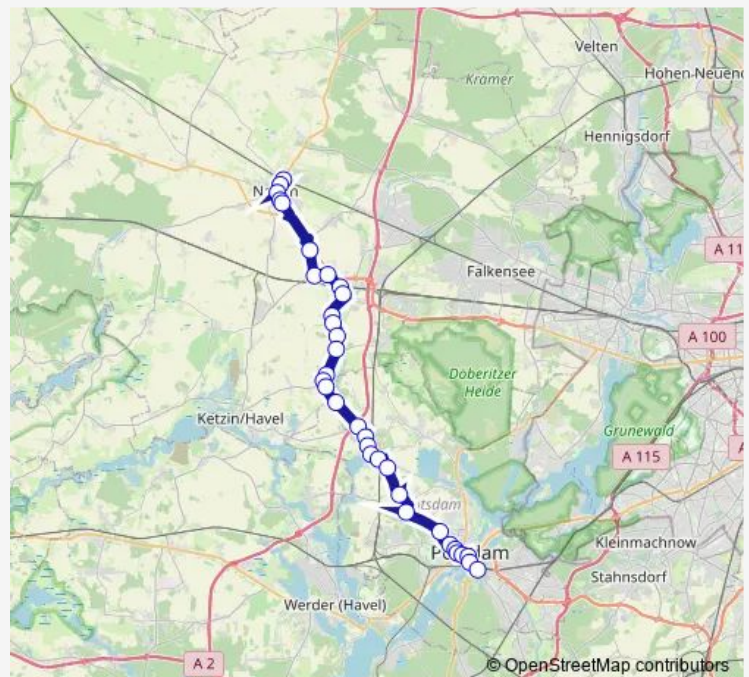 Velten
Krämer
Hohen Neuend
Hennigsdorf
A 11
Falkensee
A 100
Döberitzer
Heide
Ketzin/Havel
Grunewald
A 115
Kleinmachnow
Stahnsdorf
Werder (Havel)
A 2
© OpenStreetMap contributors